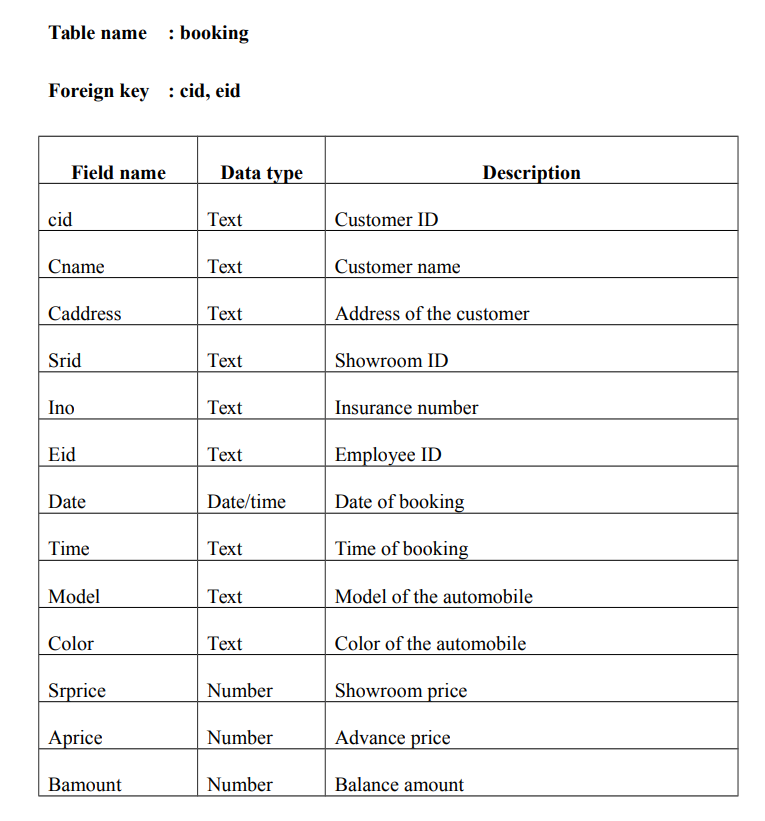 Table name : booking
Foreign key : cid, eid
Field name Data type Description
cid Text Customer ID
Cname Text Customer name
Caddress Text Address of the customer
Srid Text Showroom ID
Ino Text Insurance number
Eid Text Employee ID
Date Date/time Date of booking
Time Text Time of booking
Model Text Model of the automobile
Color Text Color of the automobile
Srprice Number Showroom price
Aprice Number Advance price
Bamount Number Balance amount